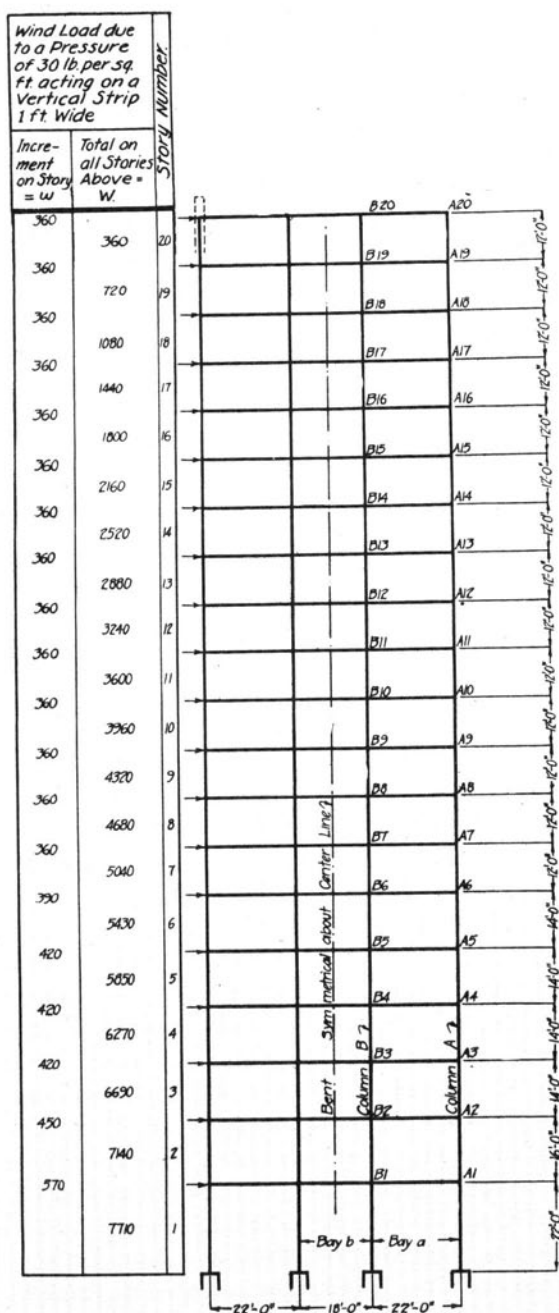 Wind Load due
to a Pressure
of 30 lb. per sq.
ft. acting on a
Vertical Strip
1 ft. Wide
Incre-
ment
on Story
= w
Total on
all Stories
Above =
W.
Story Number.
360
B20 A20
360 20 12'-0"
360
B19 A19
720 19 12'-0"
360
B18 A18
1080 18 12'-0"
360
B17 A17
1440 17 12'-0"
360
B16 A16
1800 16 12'-0"
360
B15 A15
2160 15 12'-0"
360
B14 A14
2520 14 12'-0"
360
B13 A13
2880 13 12'-0"
360
B12 A12
3240 12 12'-0"
360
B11 A11
3600 11 12'-0"
360
B10 A10
3960 10 12'-0"
360
B9 A9
4320 9 12'-0"
360
B8 A8
4680 8 12'-0"
360
B7 A7
5040 7 12'-0"
390
B6 A6
5430 6 14'-0"
420
B5 A5
5850 5 14'-0"
420
B4 A4
6270 4 14'-0"
420
B3 A3
6690 3 14'-0"
450
B2 A2
7140 2 16'-0"
570
B1 A1
7710 1 22'-0"
Bent Symmetrical about Center Line
Column B
Column A
Bay b Bay a
22'-0" 18'-0" 22'-0"